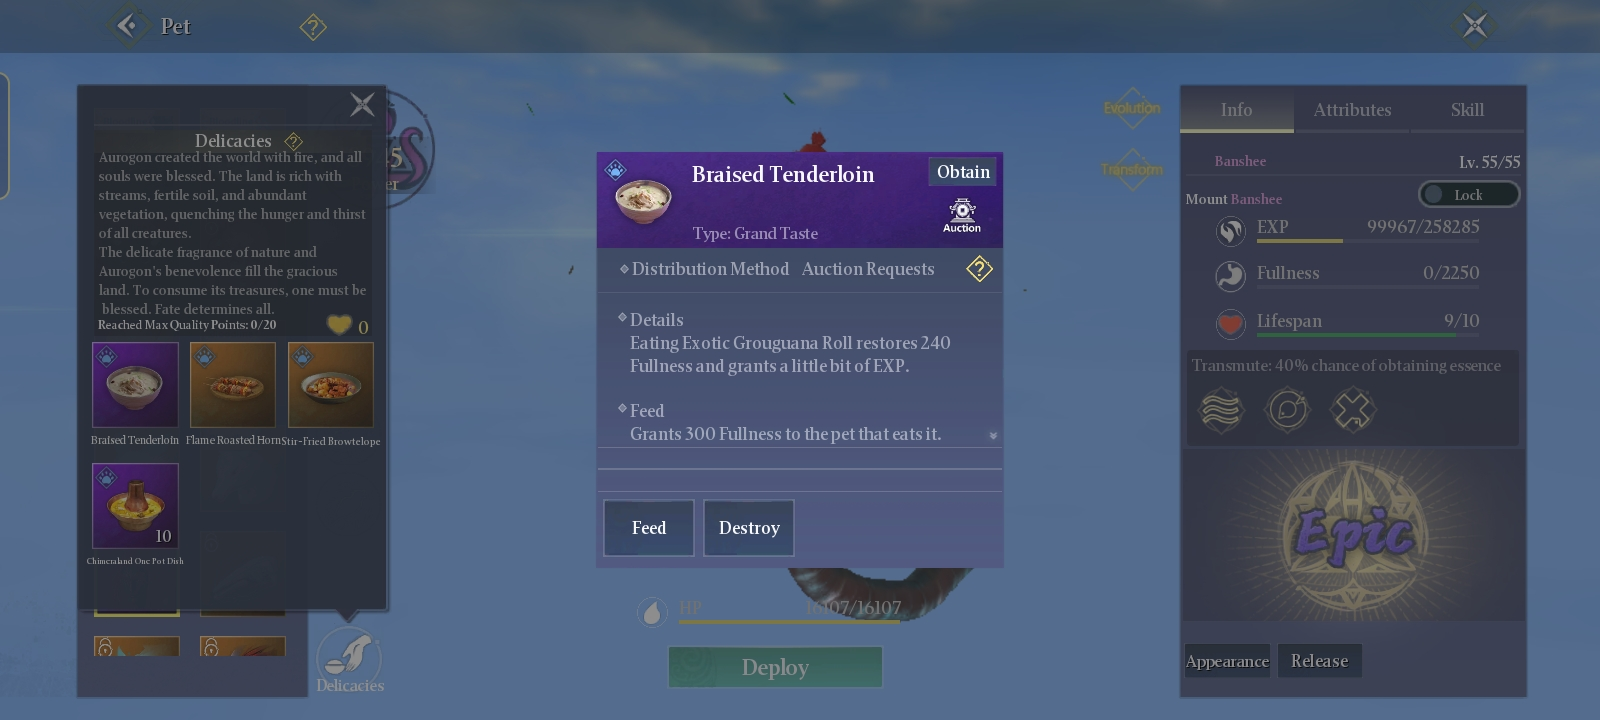 Pet
?
Delicacies ?
Aurogon created the world with fire, and all
souls were blessed. The land is rich with
streams, fertile soil, and abundant
vegetation, quenching the hunger and thirst
of all creatures.
The delicate fragrance of nature and
Aurogon's benevolence fill the gracious
land. To consume its treasures, one must be
blessed. Fate determines all.
Reached Max Quality Points: 0/20
0
Braised Tenderloin
Flame Roasted Horn
Stir-Fried Browtelope
10
Chimeraland One Pot Dish
Delicacies
Braised Tenderloin
Obtain
Type: Grand Taste
Auction
Distribution Method Auction Requests
?
Details
Eating Exotic Grouguana Roll restores 240
Fullness and grants a little bit of EXP.
Feed
Grants 300 Fullness to the pet that eats it.
Feed
Destroy
HP 16107/16107
Deploy
Evolution
Transform
Info
Attributes
Skill
Banshee
Lv. 55/55
Mount Banshee
Lock
EXP 99967/258285
Fullness 0/2250
Lifespan 9/10
Transmute: 40% chance of obtaining essence
Epic
Appearance
Release